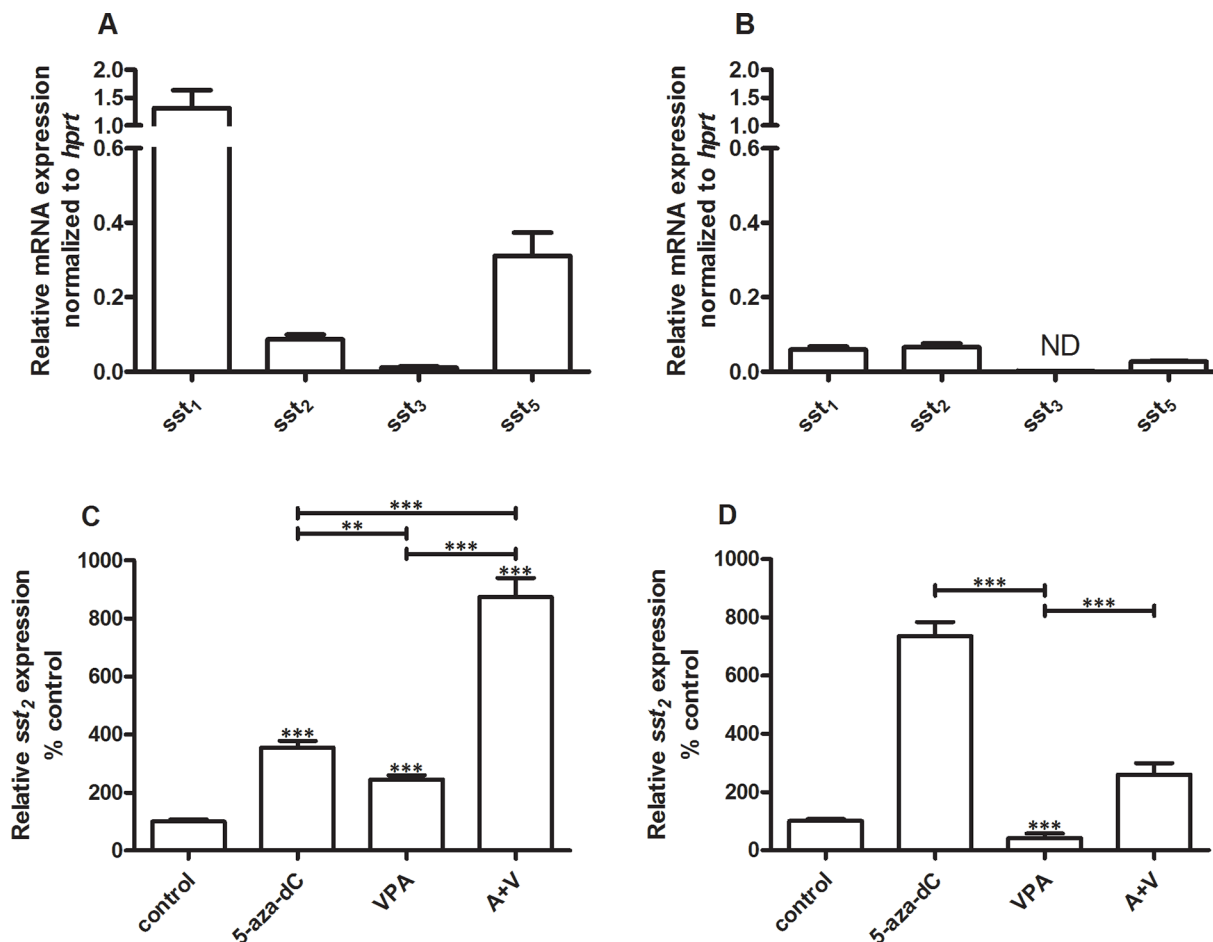 A
Relative mRNA expression
normalized to hprt
2.0
1.5
1.0
0.6
0.4
0.2
0.0
sst1
sst2
sst3
sst5
B
Relative mRNA expression
normalized to hprt
2.0
1.5
1.0
0.6
0.4
0.2
0.0
ND
sst1
sst2
sst3
sst5
C
Relative sst2 expression
% control
1000
800
600
400
200
0
***
**
***
***
***
***
control
5-aza-dC
VPA
A+V
D
Relative sst2 expression
% control
1000
800
600
400
200
0
***
***
***
control
5-aza-dC
VPA
A+V